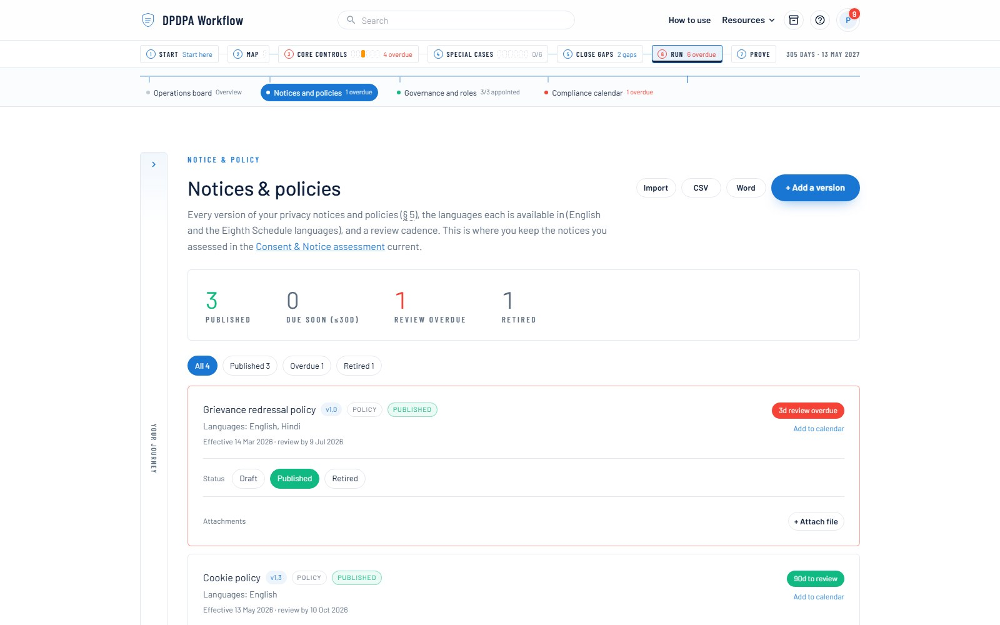 DPDPA Workflow
Search
How to use
Resources
P
9
1 START Start here
2 MAP
3 CORE CONTROLS 4 overdue
4 SPECIAL CASES 0/6
5 CLOSE GAPS 2 gaps
6 RUN 6 overdue
7 PROVE
305 DAYS · 13 MAY 2027
Operations board Overview
Notices and policies 1 overdue
Governance and roles 3/3 appointed
Compliance calendar 1 overdue
YOUR JOURNEY
NOTICE & POLICY
Notices & policies
Import
CSV
Word
+ Add a version
Every version of your privacy notices and policies (§ 5), the languages each is available in (English
and the Eighth Schedule languages), and a review cadence. This is where you keep the notices you
assessed in the Consent & Notice assessment current.
3
PUBLISHED
0
DUE SOON (≤30D)
1
REVIEW OVERDUE
1
RETIRED
All 4
Published 3
Overdue 1
Retired 1
Grievance redressal policy v1.0 POLICY PUBLISHED
3d review overdue
Languages: English, Hindi
Add to calendar
Effective 14 Mar 2026 · review by 9 Jul 2026
Status Draft Published Retired
Attachments
+ Attach file
Cookie policy v1.3 POLICY PUBLISHED
90d to review
Languages: English
Add to calendar
Effective 13 May 2026 · review by 10 Oct 2026